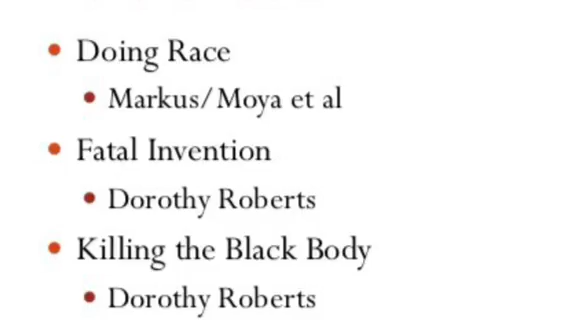 Doing Race
Markus/Moya et al
Fatal Invention
Dorothy Roberts
Killing the Black Body
Dorothy Roberts